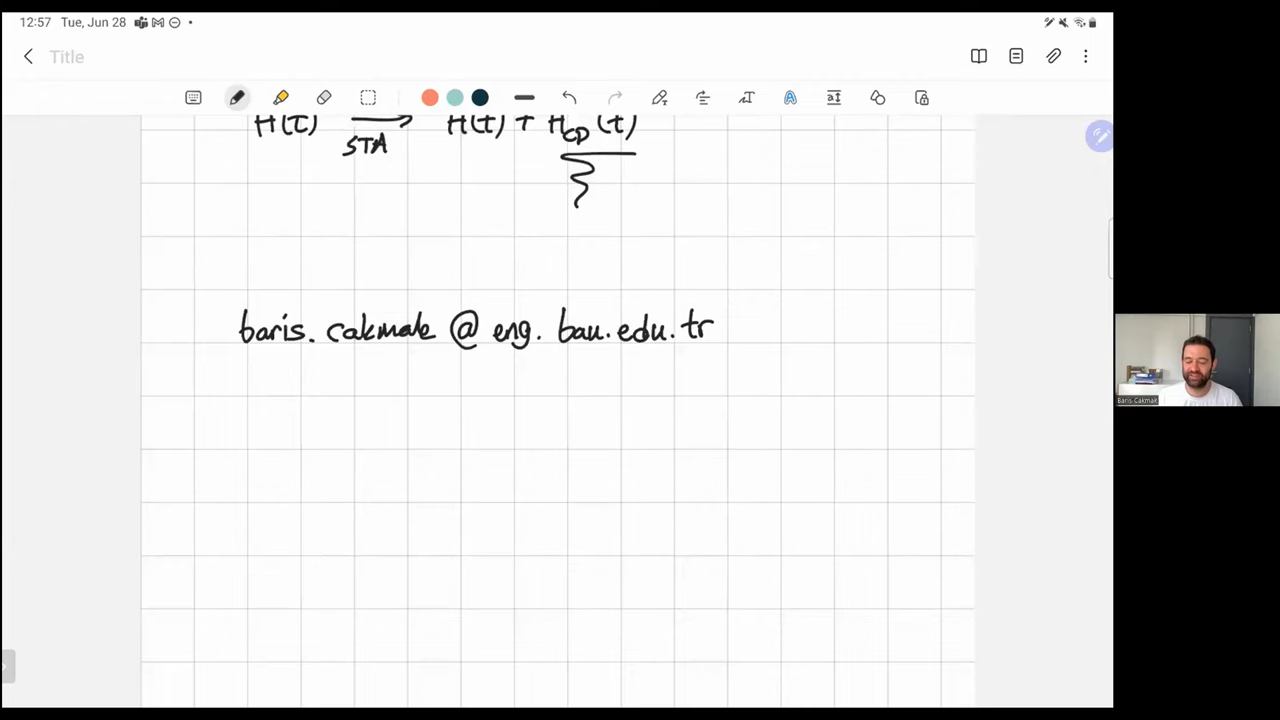 12:57 Tue, Jun 28
Title
H(t) STA H(t) + H_CD(t)
baris.cakmak @ eng.bau.edu.tr
Baris Cakmak